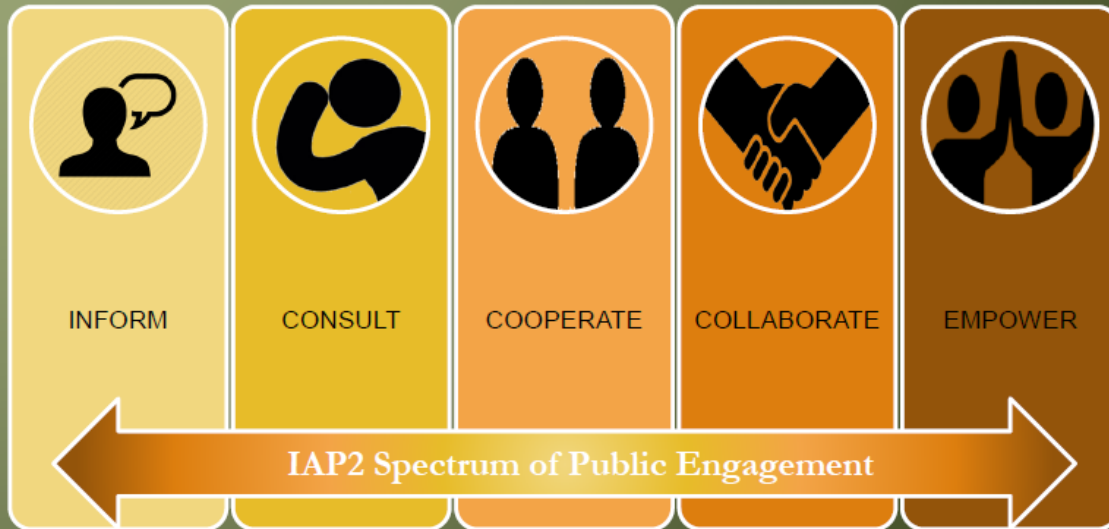 INFORM
CONSULT
COOPERATE
COLLABORATE
EMPOWER
IAP2 Spectrum of Public Engagement